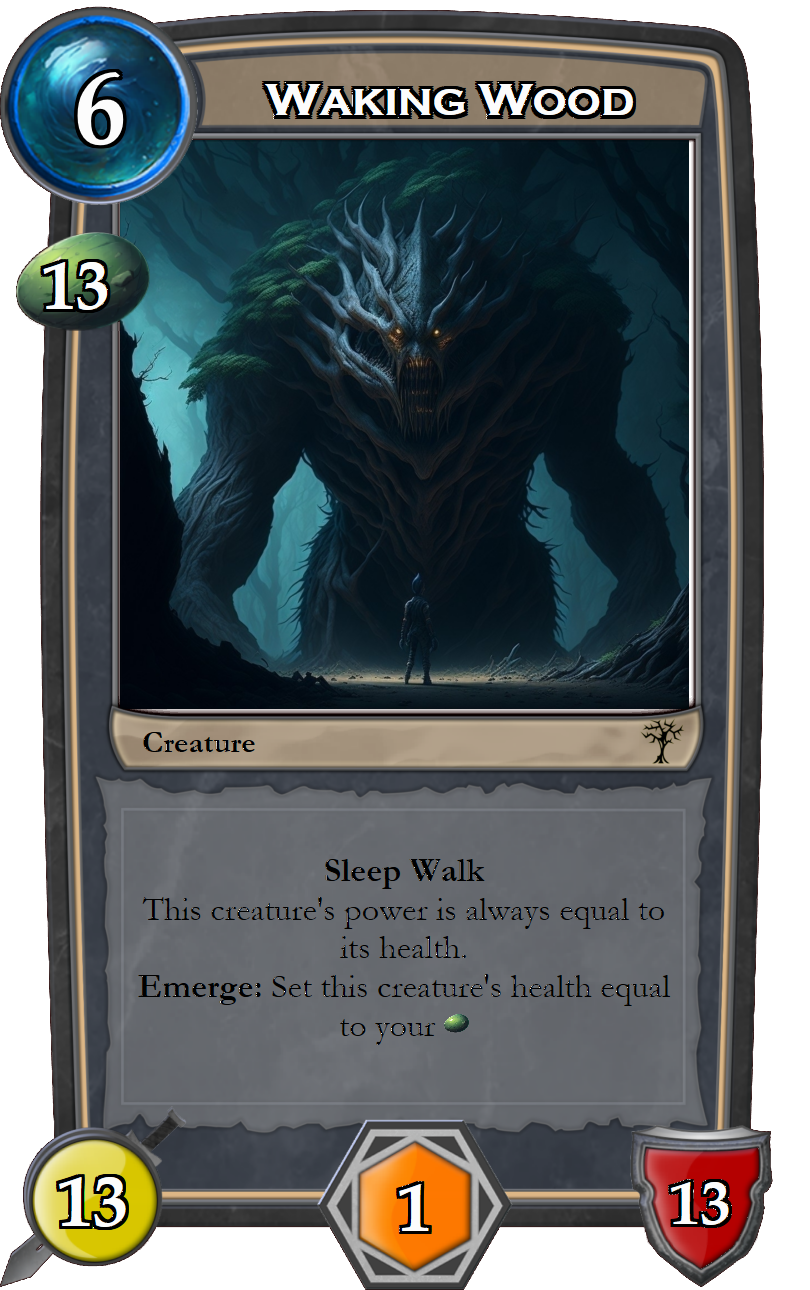 6
Waking Wood
13
Creature
Sleep Walk
This creature's power is always equal to
its health.
Emerge: Set this creature's health equal
to your
13
1
13